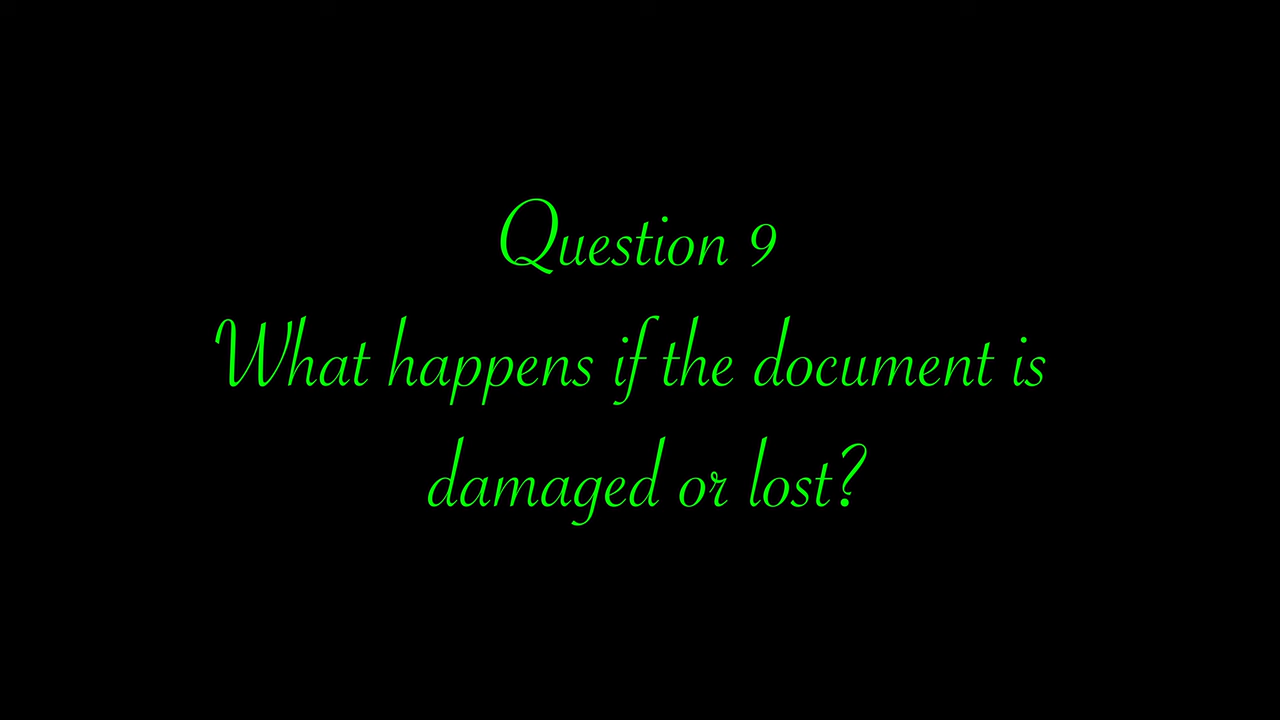 Question 9
What happens if the document is
damaged or lost?